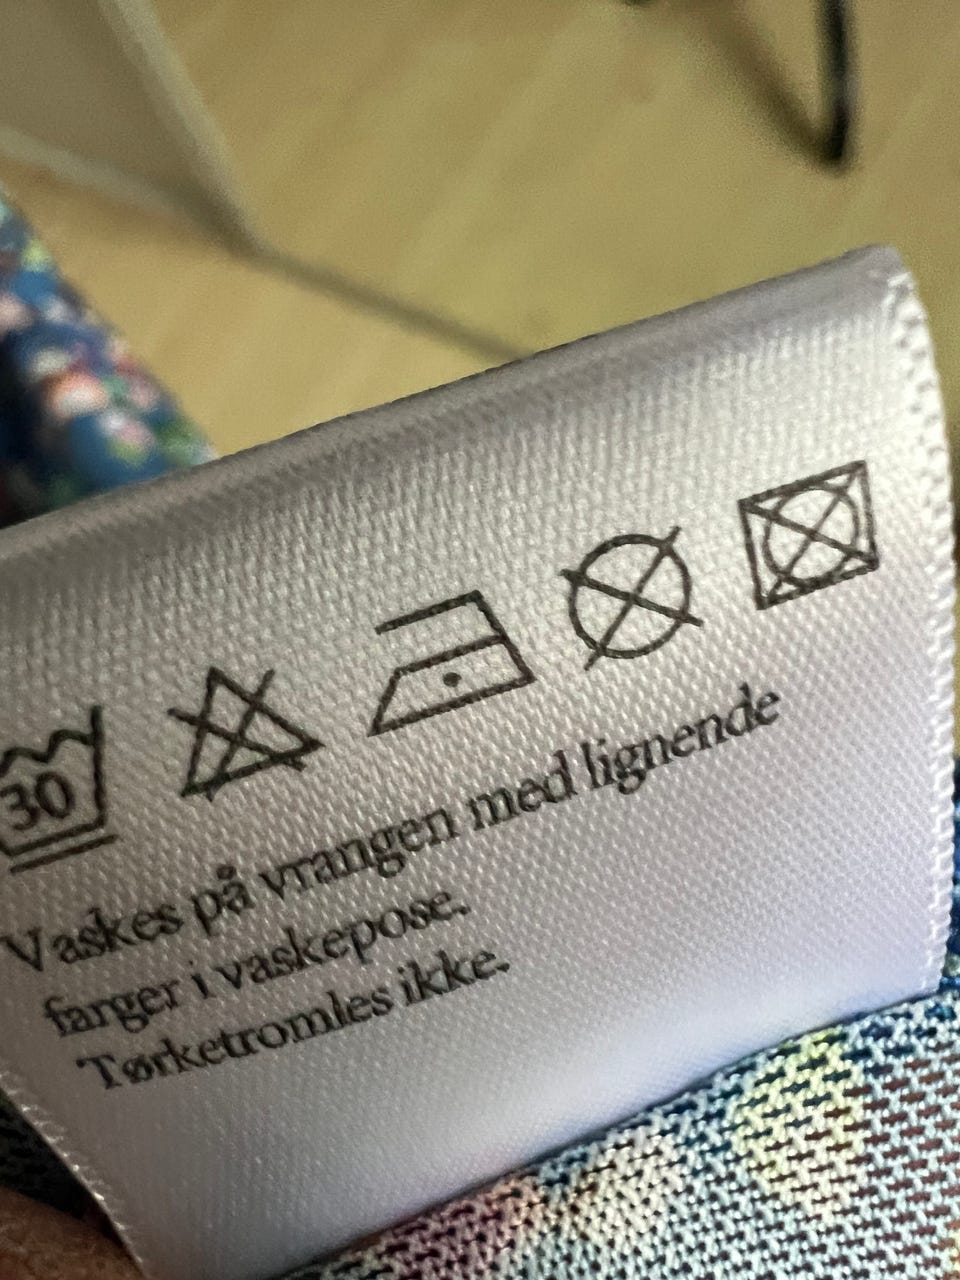 30
Vaskes på vrangen med lignende
farger i vaskepose.
Tørketromles ikke.